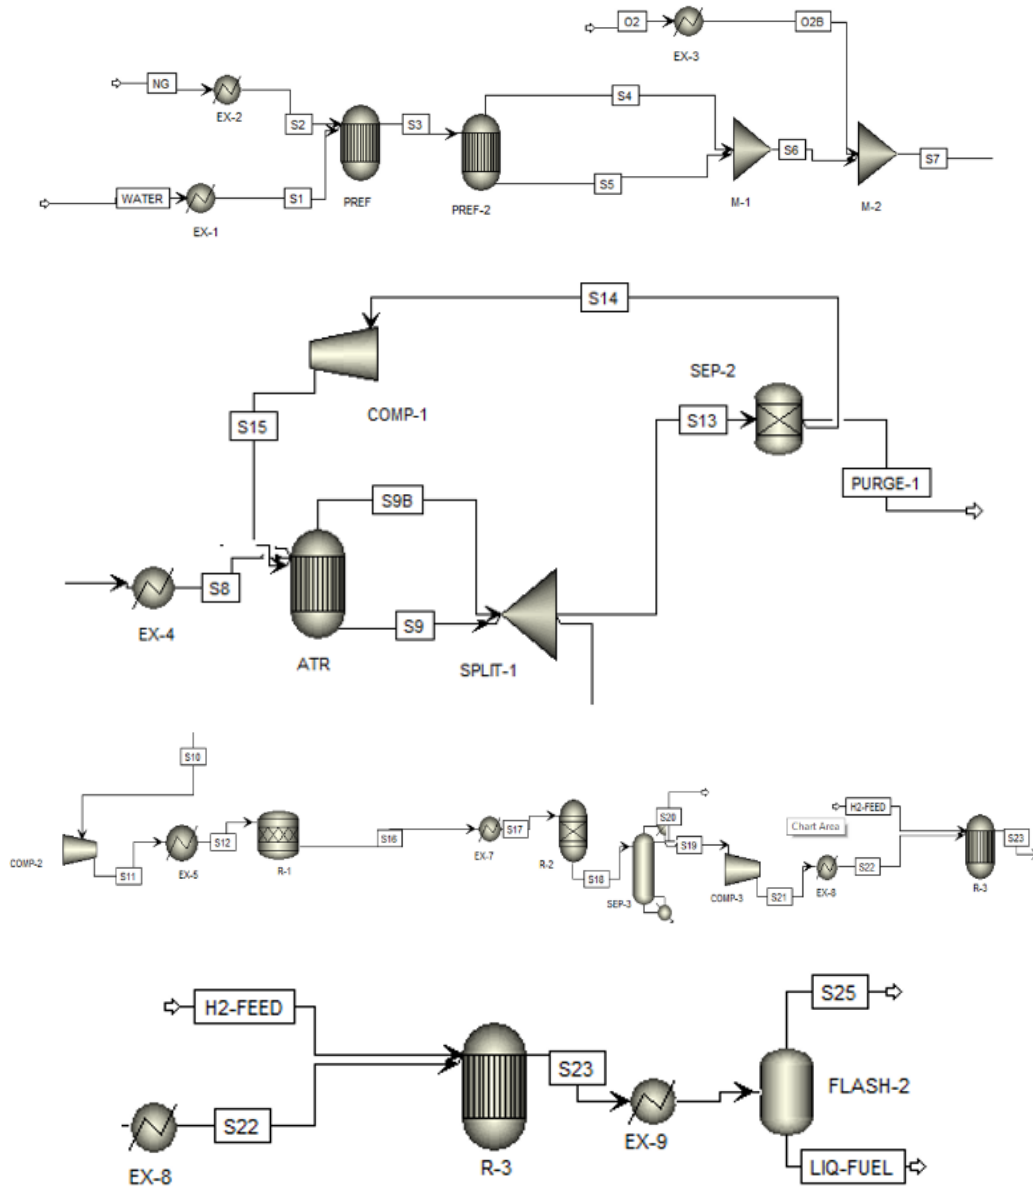 O2
O2B
EX-3
NG
EX-2
S2
S3
S4
S6
S7
WATER
EX-1
S1
PREF
PREF-2
S5
M-1
M-2
S14
COMP-1
SEP-2
S15
S13
S9B
PURGE-1
S8
EX-4
S9
ATR
SPLIT-1
S10
COMP-2
S11
EX-5
S12
R-1
S16
EX-7
S17
R-2
S18
S20
S19
SEP-3
COMP-3
S21
H2-FEED
Chart Area
S22
S23
R-3
H2-FEED
S25
S23
FLASH-2
S22
EX-9
EX-8
R-3
LIQ-FUEL